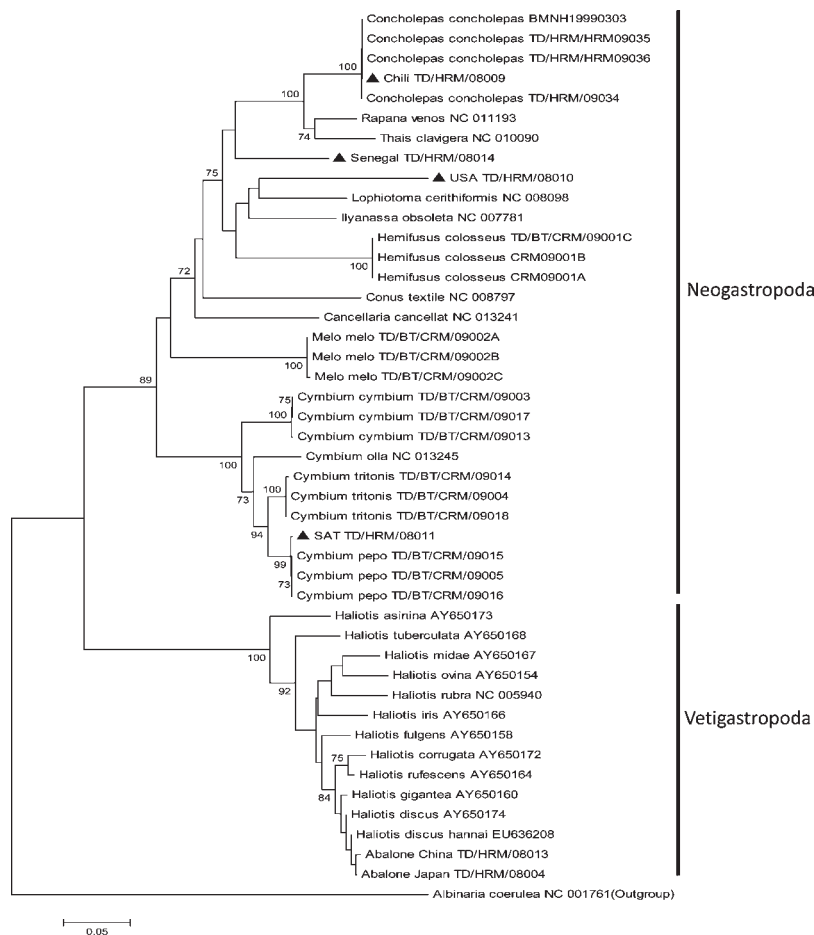 Concholepas concholepas BMNH19990303
Concholepas concholepas TD/HRM/HRM09035
Concholepas concholepas TD/HRM/HRM09036
100
Chili TD/HRM/08009
100
Concholepas concholepas TD/HRM/09034
Rapana venos NC 011193
74
Thais clavigera NC 010090
Senegal TD/HRM/08014
75
USA TD/HRM/08010
Lophiotoma cerithiformis NC 008098
Ilyanassa obsoleta NC 007781
Hemifusus colosseus TD/BT/CRM/09001C
Hemifusus colosseus CRM09001B
100
72
Hemifusus colosseus CRM09001A
Neogastropoda
Conus textile NC 008797
Cancellaria cancellat NC 013241
Melo melo TD/BT/CRM/09002A
Melo melo TD/BT/CRM/09002B
100
Melo melo TD/BT/CRM/09002C
89
75
Cymbium cymbium TD/BT/CRM/09003
100
Cymbium cymbium TD/BT/CRM/09017
Cymbium cymbium TD/BT/CRM/09013
100
Cymbium olla NC 013245
Cymbium tritonis TD/BT/CRM/09014
100
73
Cymbium tritonis TD/BT/CRM/09004
Cymbium tritonis TD/BT/CRM/09018
94
SAT TD/HRM/08011
99
Cymbium pepo TD/BT/CRM/09015
Cymbium pepo TD/BT/CRM/09005
73
Cymbium pepo TD/BT/CRM/09016
Haliotis asinina AY650173
Haliotis tuberculata AY650168
100
Haliotis midae AY650167
Haliotis ovina AY650154
92
Haliotis rubra NC 005940
Haliotis iris AY650166
Vetigastropoda
Haliotis fulgens AY650158
75
Haliotis corrugata AY650172
Haliotis rufescens AY650164
84
Haliotis gigantea AY650160
Haliotis discus AY650174
Haliotis discus hannai EU636208
Abalone China TD/HRM/08013
Abalone Japan TD/HRM/08004
Albinaria coerulea NC 001761(Outgroup)
0.05